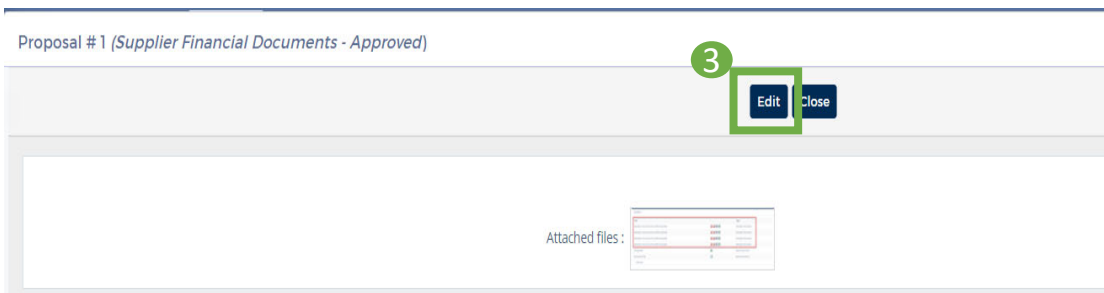 Proposal #1 (Supplier Financial Documents - Approved)
3
Edit Close
Attached files :